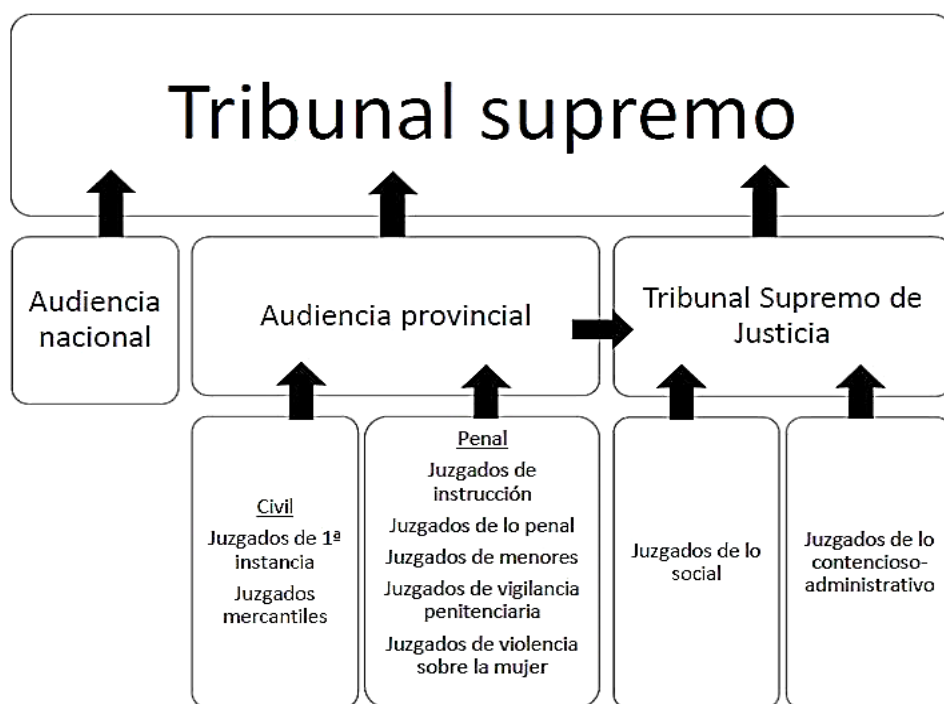 Tribunal supremo
Audiencia
nacional
Audiencia provincial
Tribunal Supremo de
Justicia
Civil
Juzgados de 1ª
instancia
Juzgados
mercantiles
Penal
Juzgados de
instrucción
Juzgados de lo penal
Juzgados de menores
Juzgados de vigilancia
penitenciaria
Juzgados de violencia
sobre la mujer
Juzgados de lo
social
Juzgados de lo
contencioso-
administrativo